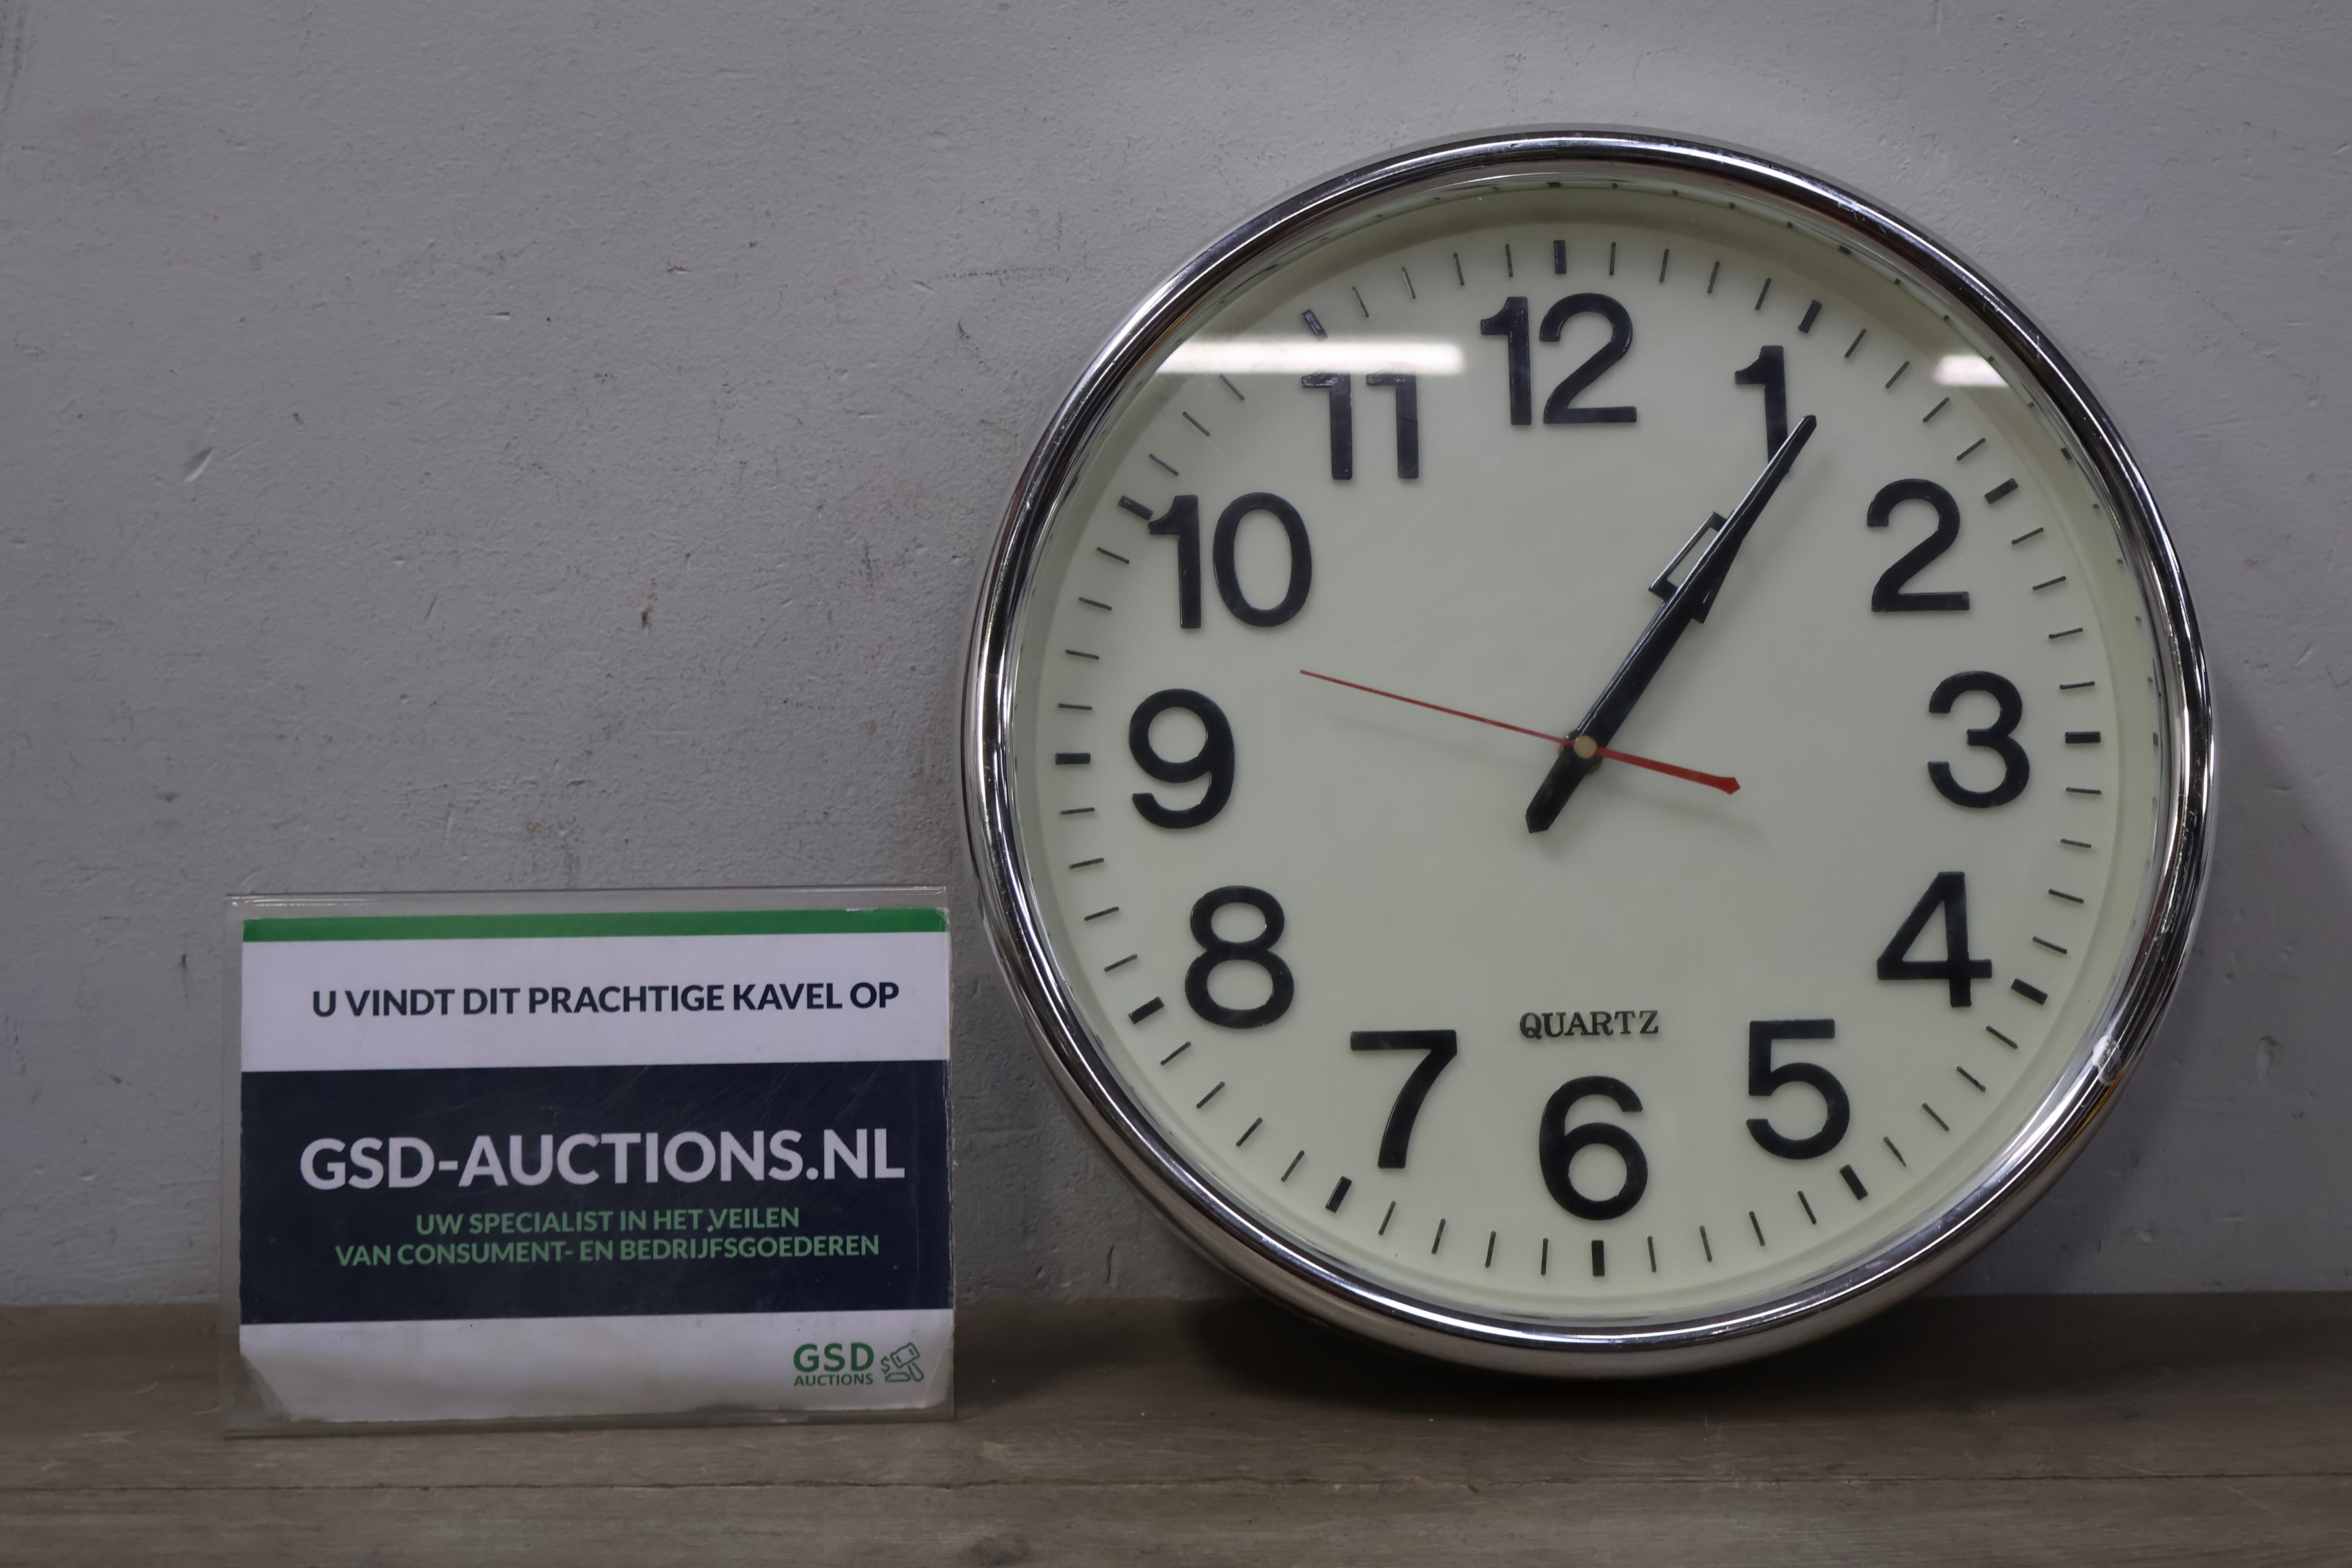 U VINDT DIT PRACHTIGE KAVEL OP
GSD-AUCTIONS.NL
UW SPECIALIST IN HET VEILEN
VAN CONSUMENT- EN BEDRIJFSGOEDEREN
GSD
AUCTIONS
12
1
2
3
4
5
6
7
8
9
10
11
QUARTZ